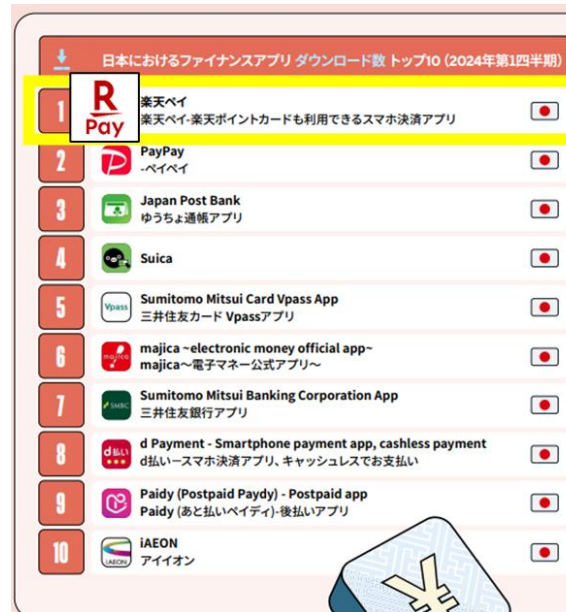 日本におけるファイナンスアプリ ダウンロード数 トップ10 (2024年第1四半期)
1
R
Pay
楽天ペイ
楽天ペイ-楽天ポイントカードも利用できるスマホ決済アプリ
2
PayPay
-ペイペイ
3
Japan Post Bank
ゆうちょ通帳アプリ
4
Suica
5
Vpass
Sumitomo Mitsui Card Vpass App
三井住友カード Vpassアプリ
6
majica
majica ~electronic money official app~
majica～電子マネー公式アプリ～
7
SMBC
Sumitomo Mitsui Banking Corporation App
三井住友銀行アプリ
8
d払い
d Payment - Smartphone payment app, cashless payment
d払いースマホ決済アプリ、キャッシュレスでお支払い
9
Paidy (Postpaid Paydy) - Postpaid app
Paidy (あと払いペイディ)-後払いアプリ
10
iAEON
iAEON
アイイオン
¥